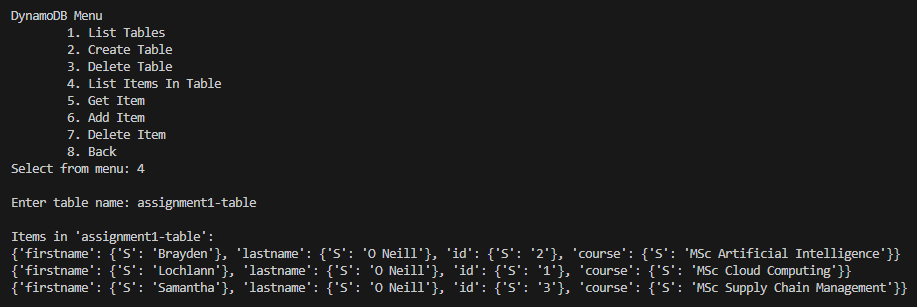 DynamoDB Menu
1. List Tables
2. Create Table
3. Delete Table
4. List Items In Table
5. Get Item
6. Add Item
7. Delete Item
8. Back
Select from menu: 4
Enter table name: assignment1-table
Items in 'assignment1-table':
{'firstname': {'S': 'Brayden'}, 'lastname': {'S': 'O Neill'}, 'id': {'S': '2'}, 'course': {'S': 'MSc Artificial Intelligence'}}
{'firstname': {'S': 'Lochlann'}, 'lastname': {'S': 'O Neill'}, 'id': {'S': '1'}, 'course': {'S': 'MSc Cloud Computing'}}
{'firstname': {'S': 'Samantha'}, 'lastname': {'S': 'O Neill'}, 'id': {'S': '3'}, 'course': {'S': 'MSc Supply Chain Management'}}